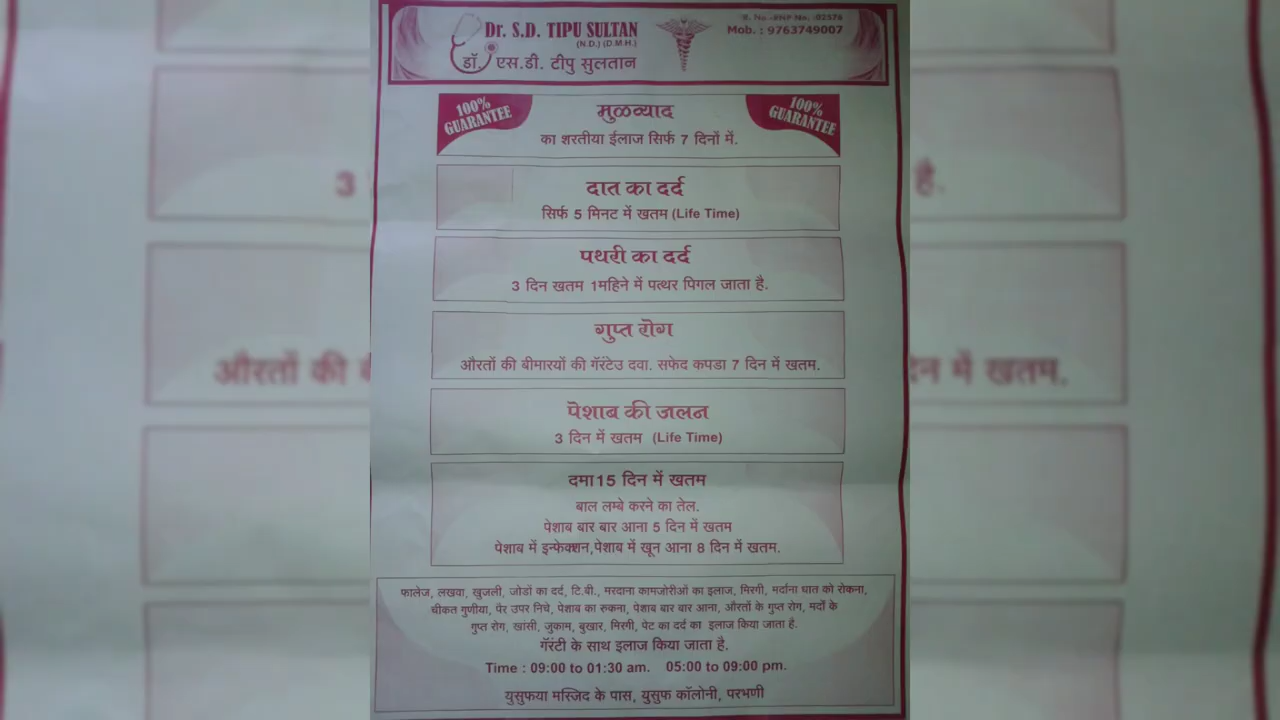 Dr. S.D. TIPU SULTAN
(N.D.) (D.M.H.)
डॉ. एस.डी. टीपु सुलतान
Mob. : 9763749007
100% GUARANTEE
मुळव्याद
100% GUARANTEE
का शरतीया ईलाज सिर्फ 7 दिनों में.
दात का दर्द
सिर्फ 5 मिनट में खतम (Life Time)
पथरी का दर्द
3 दिन खतम 1महिने में पत्थर पिगल जाता है.
गुप्त रोग
औरतों की बीमारयों की गॅरंटेउ दवा. सफेद कपडा 7 दिन में खतम.
पेशाब की जलन
3 दिन में खतम (Life Time)
दमा15 दिन में खतम
बाल लम्बे करने का तेल.
पेशाब बार बार आना 5 दिन में खतम
पेशाब में इन्फेक्शन,पेशाब में खून आना 8 दिन में खतम.
फालेज, लखवा, खुजली, जोडों का दर्द, टि.बी., मरदाना कामजोरीओं का इलाज, मिरगी, मर्दाना धात को रोकना,
चीकत गुणीया, पेर उपर निचे, पेशाब का रुकना, पेशाब बार बार आना, औरतों के गुप्त रोग, मर्दो के
गुप्त रोग, खांसी, जुकाम, बुखार, मिरगी, पेट का दर्द का इलाज किया जाता है.
गॅरंटी के साथ इलाज किया जाता है.
Time : 09:00 to 01:30 am. 05:00 to 09:00 pm.
युसुफया मस्जिद के पास, युसुफ कॉलोनी, परभणी